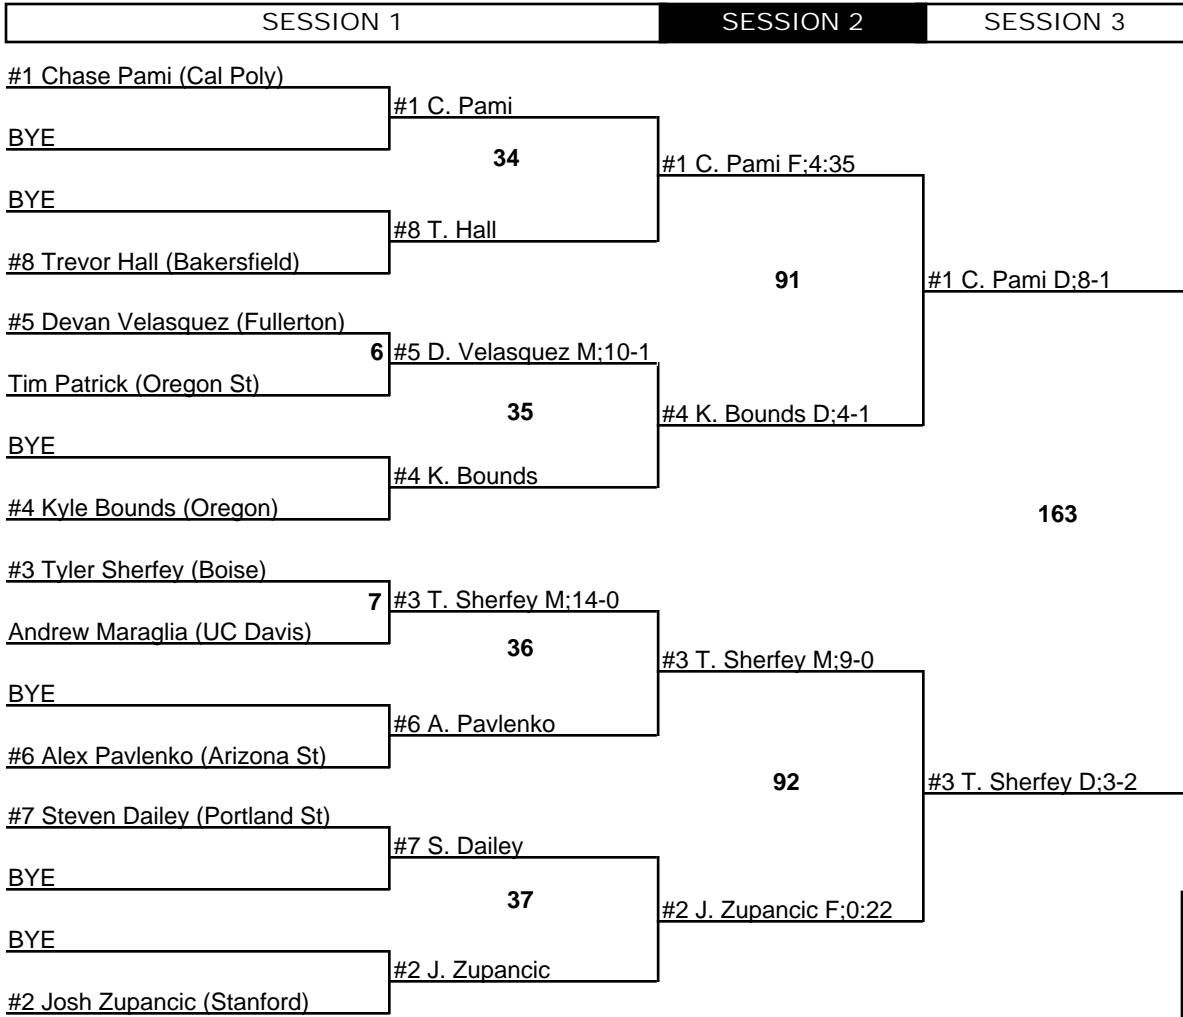 SESSION 1 SESSION 2 SESSION 3
#1 Chase Pami (Cal Poly)
#1 C. Pami
BYE
34
#1 C. Pami F;4:35
BYE
#8 T. Hall
#8 Trevor Hall (Bakersfield)
91
#1 C. Pami D;8-1
#5 Devan Velasquez (Fullerton)
6 #5 D. Velasquez M;10-1
Tim Patrick (Oregon St)
35
#4 K. Bounds D;4-1
BYE
#4 K. Bounds
#4 Kyle Bounds (Oregon)
163
#3 Tyler Sherfey (Boise)
7 #3 T. Sherfey M;14-0
Andrew Maraglia (UC Davis)
36
#3 T. Sherfey M;9-0
BYE
#6 A. Pavlenko
#6 Alex Pavlenko (Arizona St)
92
#3 T. Sherfey D;3-2
#7 Steven Dailey (Portland St)
#7 S. Dailey
BYE
37
#2 J. Zupancic F;0:22
BYE
#2 J. Zupancic
#2 Josh Zupancic (Stanford)